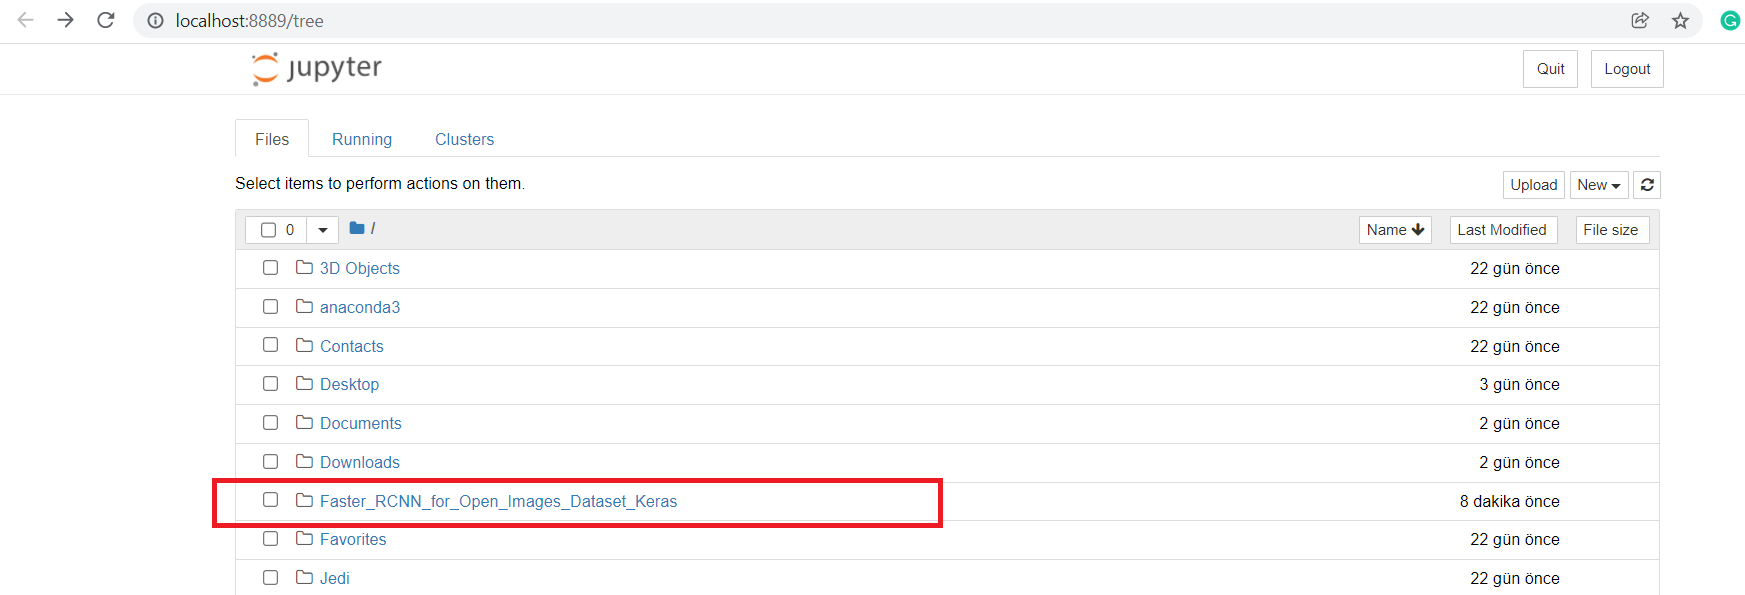 localhost:8889/tree
jupyter
Quit Logout
Files Running Clusters
Select items to perform actions on them.
Upload New
0 / Name Last Modified File size
3D Objects 22 gün önce
anaconda3 22 gün önce
Contacts 22 gün önce
Desktop 3 gün önce
Documents 2 gün önce
Downloads 2 gün önce
Faster_RCNN_for_Open_Images_Dataset_Keras 8 dakika önce
Favorites 22 gün önce
Jedi 22 gün önce